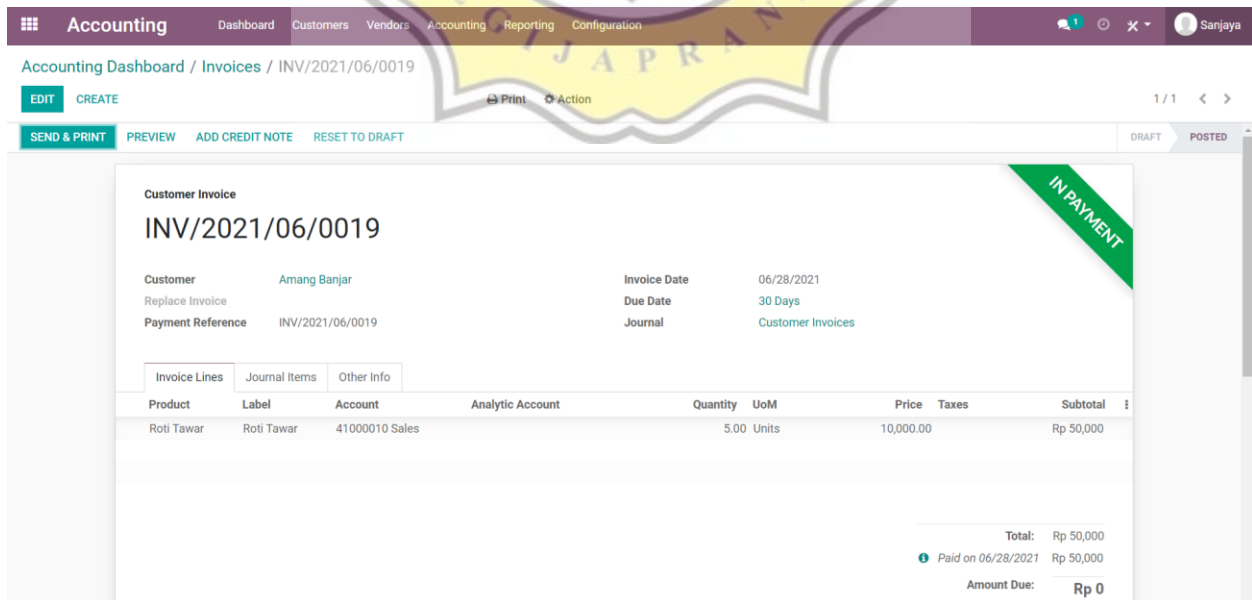 Accounting Dashboard Customers Vendors Accounting Reporting Configuration 1 Sanjaya
GIJAPRAN
Accounting Dashboard / Invoices / INV/2021/06/0019
EDIT CREATE Print Action 1 / 1
SEND & PRINT PREVIEW ADD CREDIT NOTE RESET TO DRAFT DRAFT POSTED
IN PAYMENT
Customer Invoice
INV/2021/06/0019
Customer Amang Banjar Invoice Date 06/28/2021
Replace Invoice Due Date 30 Days
Payment Reference INV/2021/06/0019 Journal Customer Invoices
Invoice Lines Journal Items Other Info
Product Label Account Analytic Account Quantity UoM Price Taxes Subtotal
Roti Tawar Roti Tawar 41000010 Sales 5.00 Units 10,000.00 Rp 50,000
Total: Rp 50,000
Paid on 06/28/2021 Rp 50,000
Amount Due: Rp 0